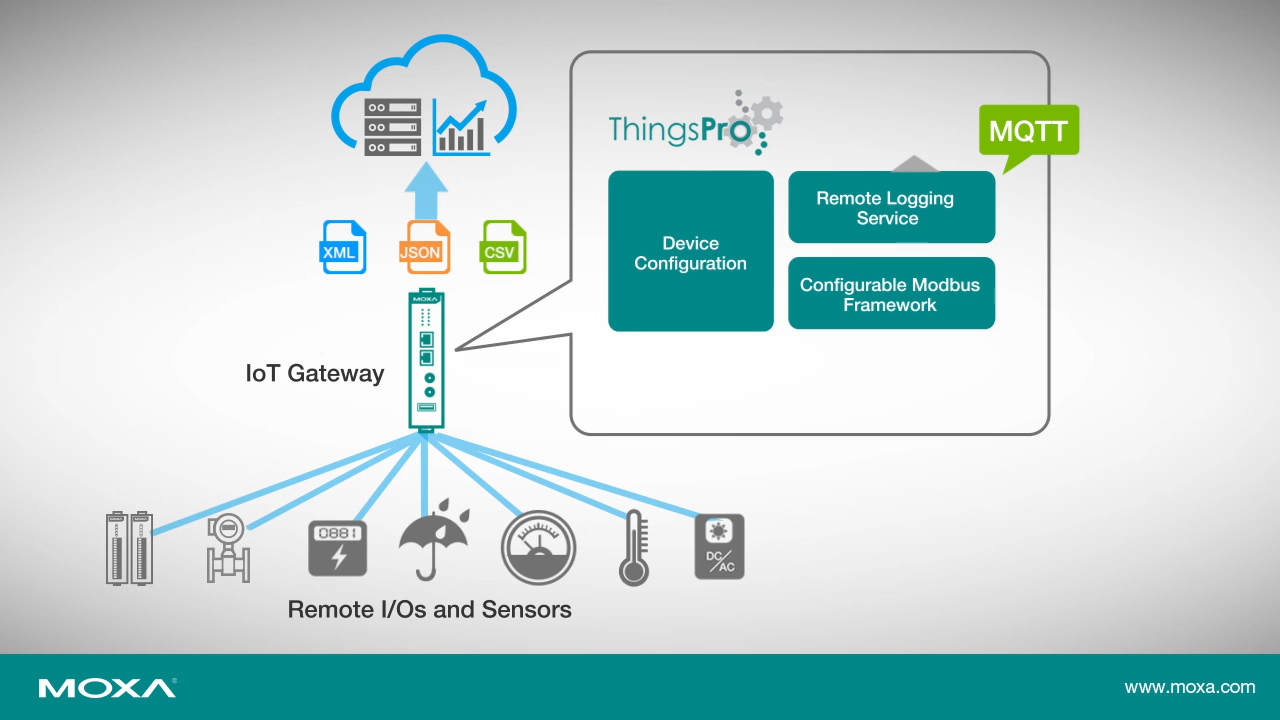 ThingsPro
MQTT
Device
Configuration
Remote Logging
Service
Configurable Modbus
Framework
XML
JSON
CSV
MOXA
IoT Gateway
0881
DC/AC
Remote I/Os and Sensors
MOXA®
www.moxa.com